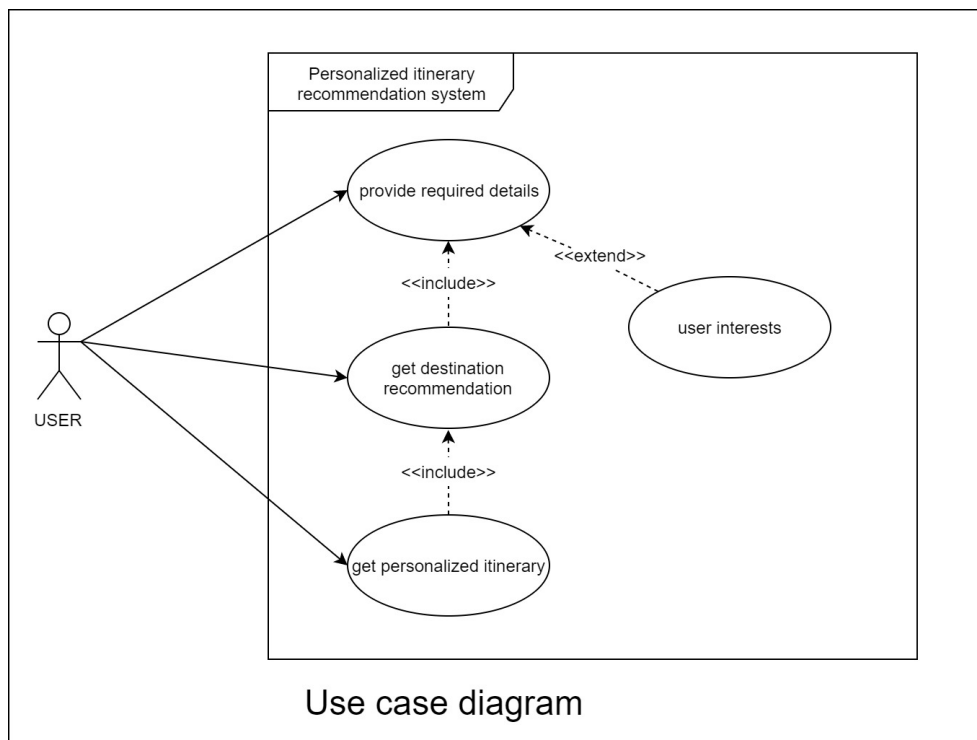 Personalized itinerary
recommendation system
provide required details
<<extend>>
<<include>>
user interests
get destination
recommendation
USER
<<include>>
get personalized itinerary
Use case diagram